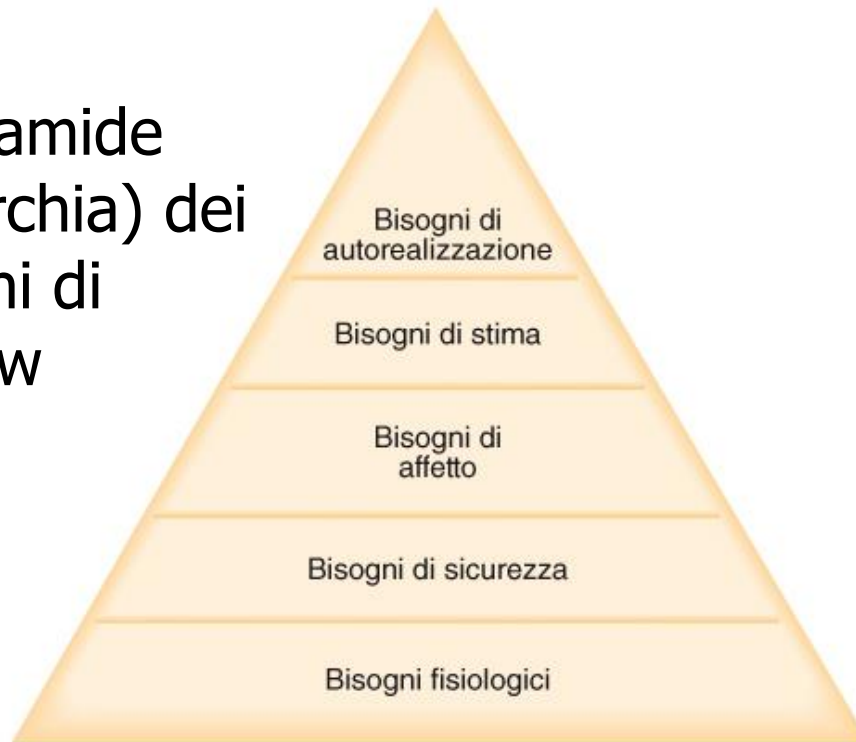 amide
rchia) dei
ni di
w
Bisogni di
autorealizzazione
Bisogni di stima
Bisogni di
affetto
Bisogni di sicurezza
Bisogni fisiologici